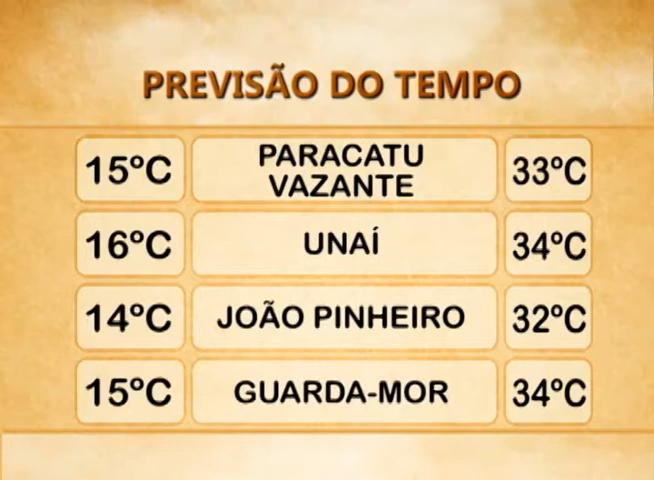 PREVISÃO DO TEMPO
15ºC PARACATU VAZANTE 33ºC
16ºC UNAÍ 34ºC
14ºC JOÃO PINHEIRO 32ºC
15ºC GUARDA-MOR 34ºC